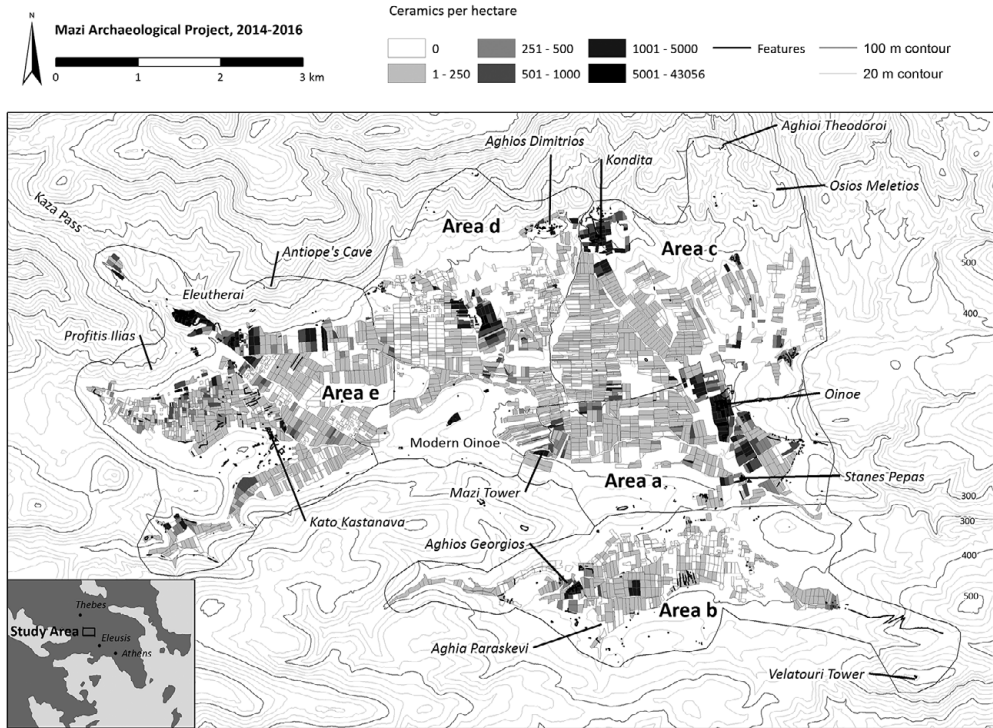 Ceramics per hectare
N
Mazi Archaeological Project, 2014-2016
0 1 2 3 km
0
251 - 500
1001 - 5000
Features
100 m contour
1 - 250
501 - 1000
5001 - 43056
20 m contour
Aghioi Theodoroi
Aghios Dimitrios
Kondita
Osios Meletios
Kaza Pass
Area d
Area c
Antiope's Cave
500
Eleutherai
400
Profitis Ilias
Area e
Oinoe
Modern Oinoe
Stanes Pepas
Area a
Mazi Tower
300
Kato Kastanava
300
Aghios Georgios
400
Area b
500
Aghia Paraskevi
Velatouri Tower
Thebes
Study Area
Eleusis
Athens